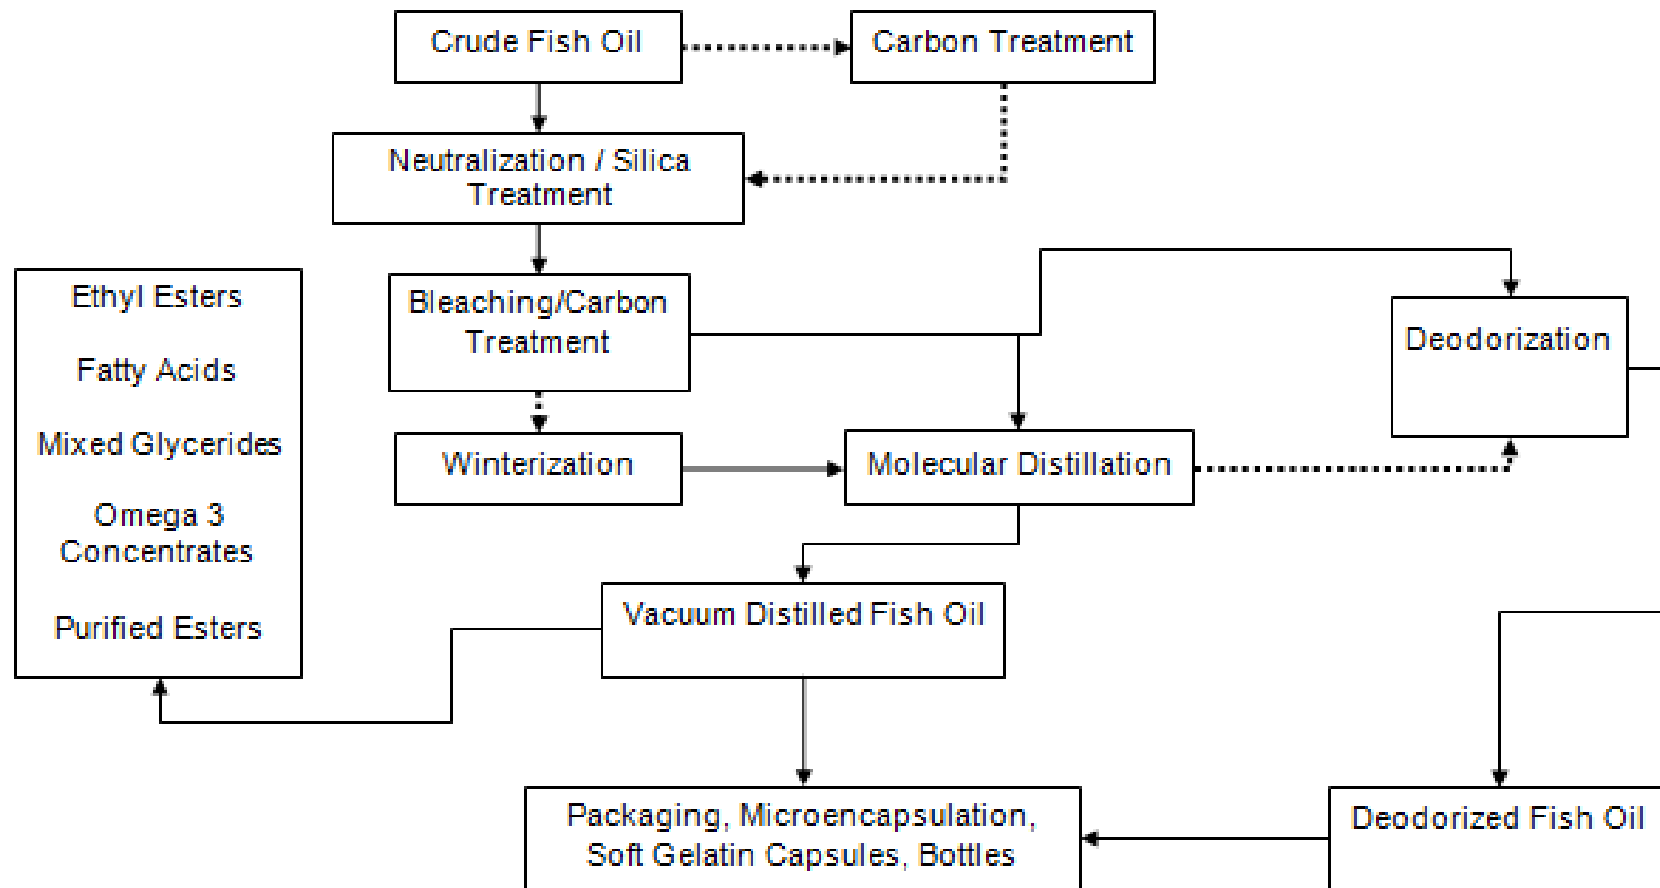 Crude Fish Oil
Carbon Treatment
Neutralization / Silica
Treatment
Ethyl Esters
Fatty Acids
Mixed Glycerides
Omega 3
Concentrates
Purified Esters
Bleaching/Carbon
Treatment
Deodorization
Winterization
Molecular Distillation
Vacuum Distilled Fish Oil
Packaging, Microencapsulation,
Soft Gelatin Capsules, Bottles
Deodorized Fish Oil